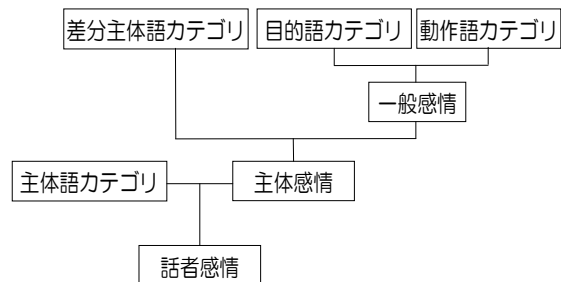 差分主体語カテゴリ
目的語カテゴリ
動作語カテゴリ
一般感情
主体語カテゴリ
主体感情
話者感情